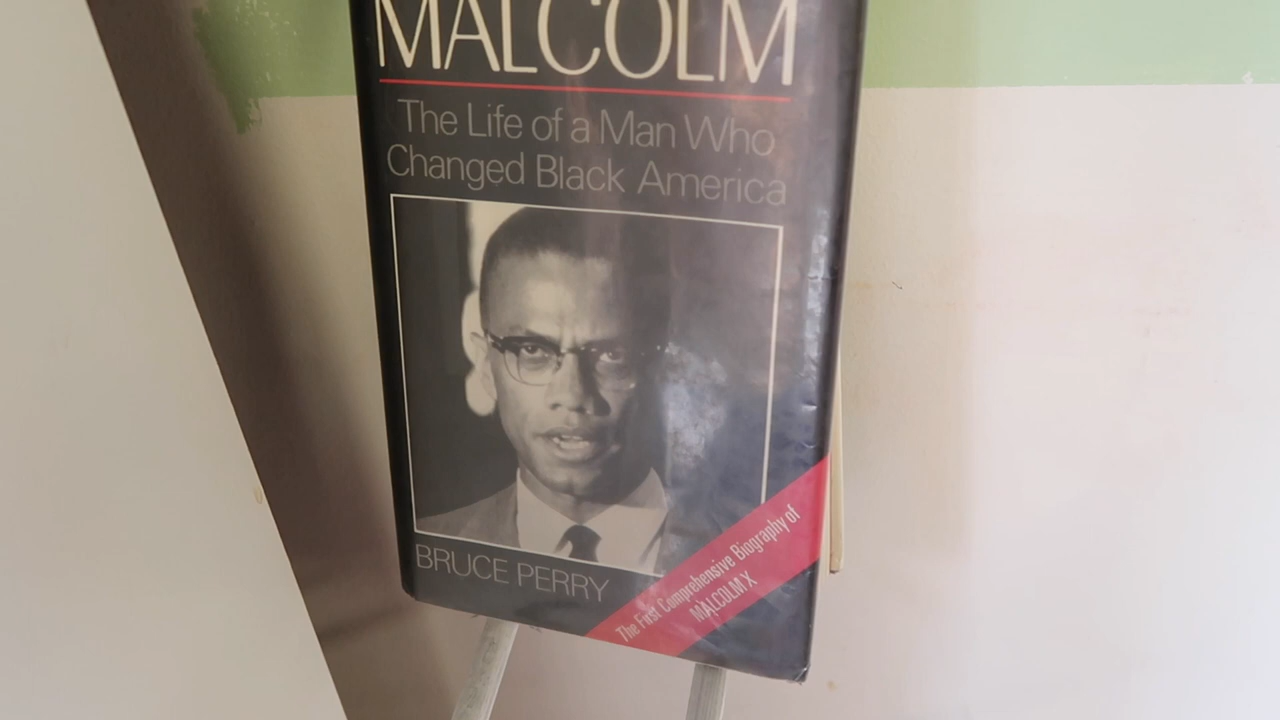 MALCOLM
The Life of a Man Who
Changed Black America
BRUCE PERRY
The First Comprehensive Biography of
MALCOLM X